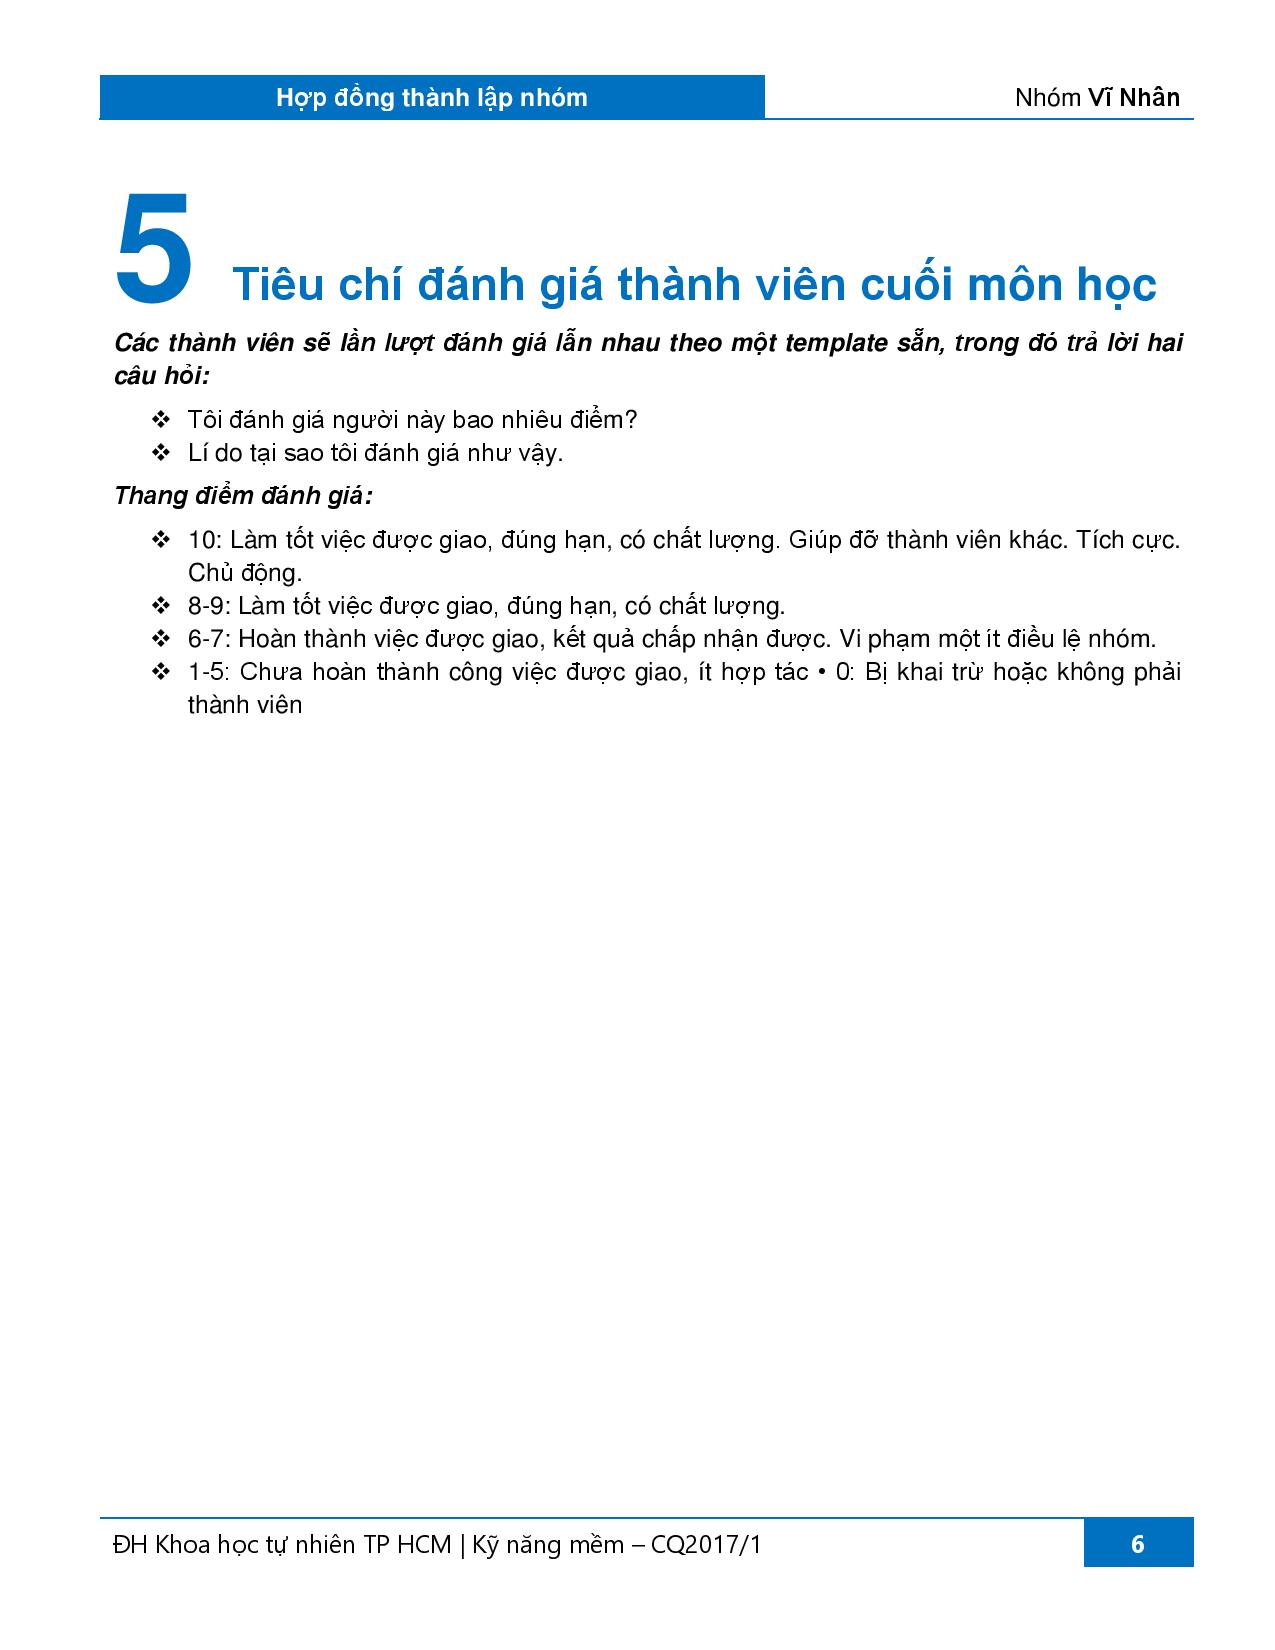 Hợp đồng thành lập nhóm
Nhóm Vĩ Nhân
5 Tiêu chí đánh giá thành viên cuối môn học
Các thành viên sẽ lần lượt đánh giá lẫn nhau theo một template sẵn, trong đó trả lời hai
câu hỏi:
❖ Tôi đánh giá người này bao nhiêu điểm?
❖ Lí do tại sao tôi đánh giá như vậy.
Thang điểm đánh giá:
❖ 10: Làm tốt việc được giao, đúng hạn, có chất lượng. Giúp đỡ thành viên khác. Tích cực.
Chủ động.
❖ 8-9: Làm tốt việc được giao, đúng hạn, có chất lượng.
❖ 6-7: Hoàn thành việc được giao, kết quả chấp nhận được. Vi phạm một ít điều lệ nhóm.
❖ 1-5: Chưa hoàn thành công việc được giao, ít hợp tác • 0: Bị khai trừ hoặc không phải
thành viên
ĐH Khoa học tự nhiên TP HCM | Kỹ năng mềm – CQ2017/1
6